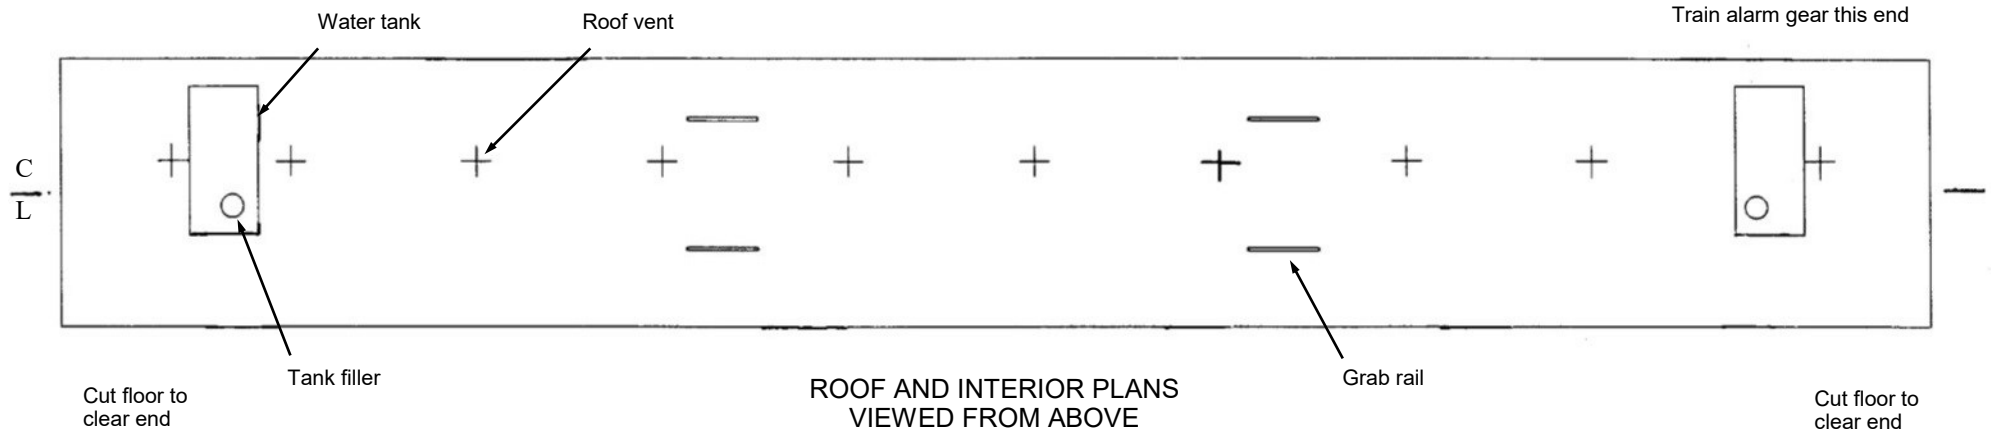 Train alarm gear this end
Water tank
Roof vent
C
L
Tank filler
Grab rail
ROOF AND INTERIOR PLANS
VIEWED FROM ABOVE
Cut floor to
clear end
Cut floor to
clear end